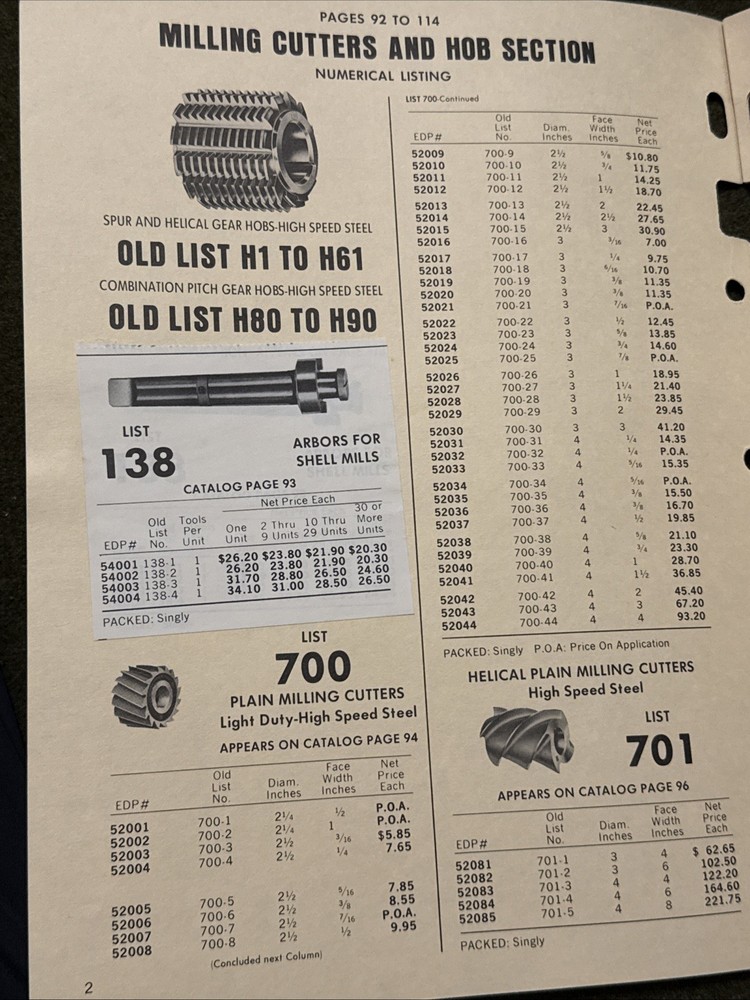 PAGES 92 TO 114
MILLING CUTTERS AND HOB SECTION
NUMERICAL LISTING
SPUR AND HELICAL GEAR HOBS-HIGH SPEED STEEL
OLD LIST H1 TO H61
COMBINATION PITCH GEAR HOBS-HIGH SPEED STEEL
OLD LIST H80 TO H90
LIST
138
ARBORS FOR
SHELL MILLS
CATALOG PAGE 93
Net Price Each
EDP# Old List No. Tools Per Unit One Unit 2 Thru 9 Units 10 Thru 29 Units 30 or More Units
54001 138-1 1 $26.20 $23.80 $21.90 $20.30
54002 138-2 1 26.20 23.80 21.90 20.30
54003 138-3 1 31.70 28.80 26.50 24.60
54004 138-4 1 34.10 31.00 28.50 26.50
PACKED: Singly
LIST
700
PLAIN MILLING CUTTERS
Light Duty-High Speed Steel
APPEARS ON CATALOG PAGE 94
EDP# Old List No. Diam. Inches Face Width Inches Net Price Each
52001 700-1 2¼ ½ P.O.A.
52002 700-2 2¼ 1 P.O.A.
52003 700-3 2½ 3/16 $5.85
52004 700-4 2½ ¼ 7.65
52005 700-5 2½ 5/16 7.85
52006 700-6 2½ ⅜ 8.55
52007 700-7 2½ 7/16 P.O.A.
52008 700-8 2½ ½ 9.95
(Concluded next Column)
2
LIST 700-Continued
EDP# Old List No. Diam. Inches Face Width Inches Net Price Each
52009 700-9 2½ ⅝ $10.80
52010 700-10 2½ ¾ 11.75
52011 700-11 2½ 1 14.25
52012 700-12 2½ 1½ 18.70
52013 700-13 2½ 2 22.45
52014 700-14 2½ 2½ 27.65
52015 700-15 2½ 3 30.90
52016 700-16 3 3/16 7.00
52017 700-17 3 ¼ 9.75
52018 700-18 3 5/16 10.70
52019 700-19 3 ⅜ 11.35
52020 700-20 3 ⅜ 11.35
52021 700-21 3 7/16 P.O.A.
52022 700-22 3 ½ 12.45
52023 700-23 3 ⅝ 13.85
52024 700-24 3 ¾ 14.60
52025 700-25 3 ⅞ P.O.A.
52026 700-26 3 1 18.95
52027 700-27 3 1¼ 21.40
52028 700-28 3 1½ 23.85
52029 700-29 3 2 29.45
52030 700-30 3 3 41.20
52031 700-31 4 ¼ 14.35
52032 700-32 4 ¼ P.O.A.
52033 700-33 4 5/16 15.35
52034 700-34 4 5/16 P.O.A.
52035 700-35 4 ⅜ 15.50
52036 700-36 4 ⅜ 16.70
52037 700-37 4 ½ 19.85
52038 700-38 4 ⅝ 21.10
52039 700-39 4 ¾ 23.30
52040 700-40 4 1 28.70
52041 700-41 4 1½ 36.85
52042 700-42 4 2 45.40
52043 700-43 4 3 67.20
52044 700-44 4 4 93.20
PACKED: Singly P.O.A: Price On Application
HELICAL PLAIN MILLING CUTTERS
High Speed Steel
LIST
701
APPEARS ON CATALOG PAGE 96
EDP# Old List No. Diam. Inches Face Width Inches Net Price Each
52081 701-1 3 4 $ 62.65
52082 701-2 3 6 102.50
52083 701-3 4 4 122.20
52084 701-4 4 6 164.60
52085 701-5 4 8 221.75
PACKED: Singly